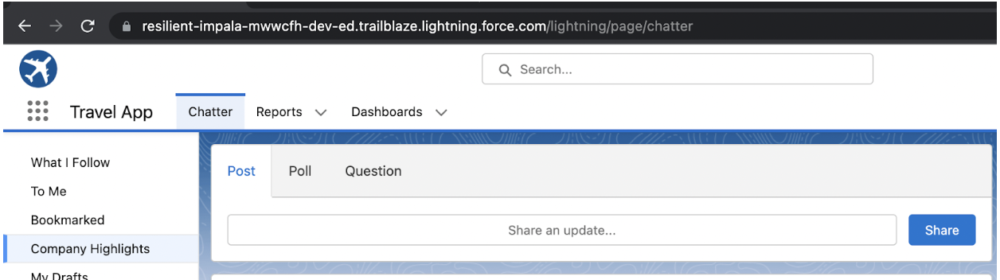 resilient-impala-mwwcfh-dev-ed.trailblaze.lightning.force.com/lightning/page/chatter
Search...
Travel App Chatter Reports Dashboards
What I Follow
To Me
Bookmarked
Company Highlights
My Drafts
Post Poll Question
Share an update... Share